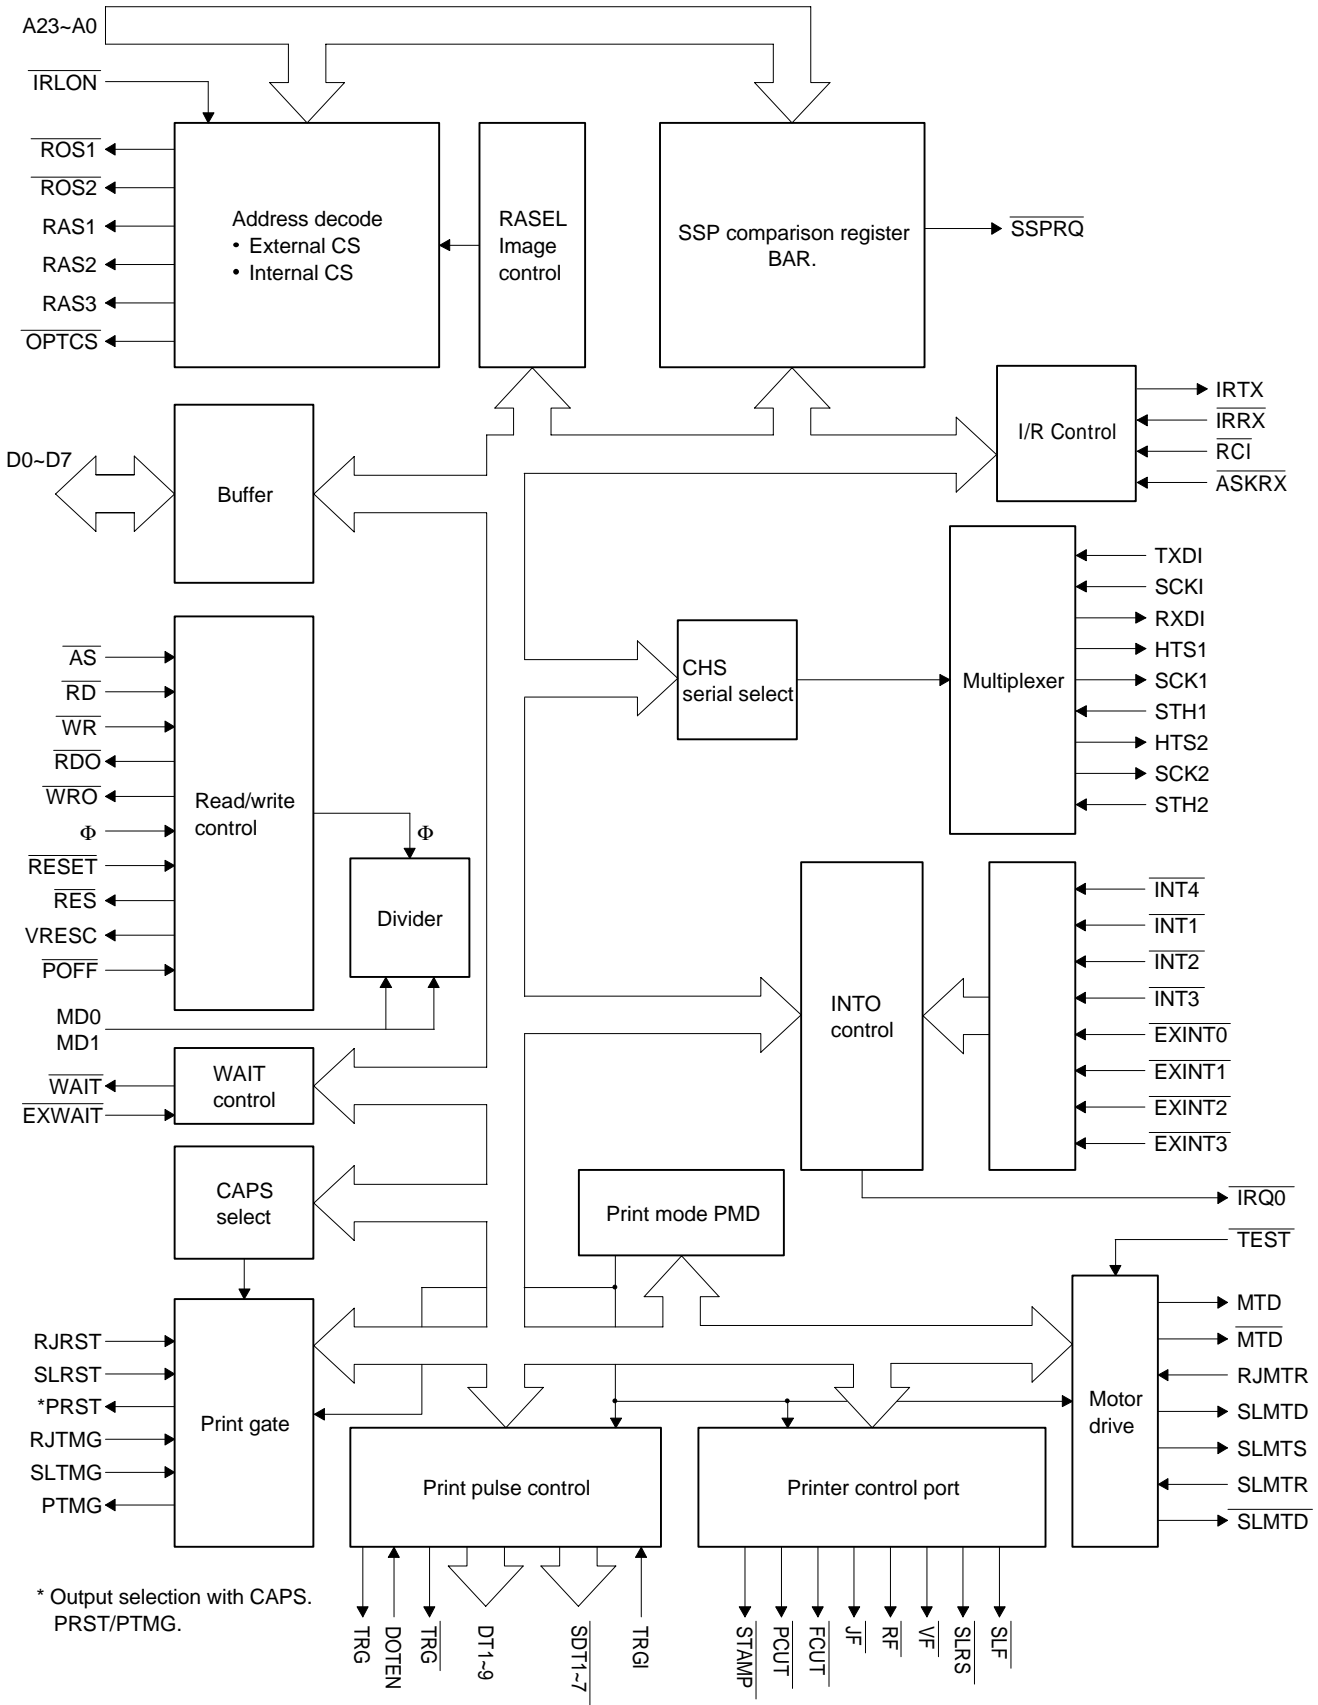 A23~A0
IRLON
ROS1
ROS2
RAS1
RAS2
RAS3
OPTCS
Address decode
• External CS
• Internal CS
RASEL
Image
control
SSP comparison register
BAR.
SSPRQ
I/R Control
IRTX
IRRX
RCI
ASKRX
D0~D7
Buffer
AS
RD
WR
RDO
WRO
Φ
RESET
RES
VRESC
POFF
Read/write
control
Φ
Divider
MD0
MD1
CHS
serial select
Multiplexer
TXDI
SCKI
RXDI
HTS1
SCK1
STH1
HTS2
SCK2
STH2
INTO
control
INT4
INT1
INT2
INT3
EXINT0
EXINT1
EXINT2
EXINT3
IRQ0
WAIT
EXWAIT
WAIT
control
CAPS
select
Print mode PMD
TEST
RJRST
SLRST
*PRST
RJTMG
SLTMG
PTMG
Print gate
Motor
drive
MTD
MTD
RJMTR
SLMTD
SLMTS
SLMTR
SLMTD
Print pulse control
Printer control port
* Output selection with CAPS.
PRST/PTMG.
TRG
DOTEN
TRG
DT1~9
SDT1~7
TRGI
STAMP
PCUT
FCUT
JF
RF
VF
SLRS
SLF